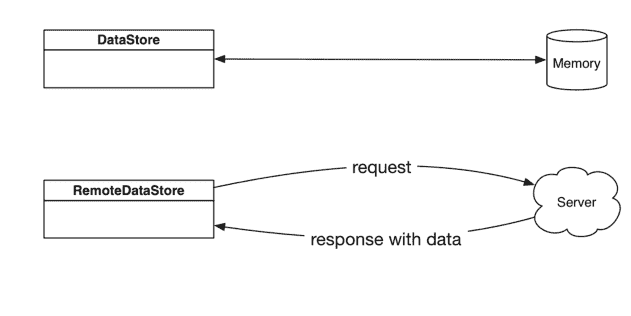 DataStore
Memory
request
RemoteDataStore
Server
response with data